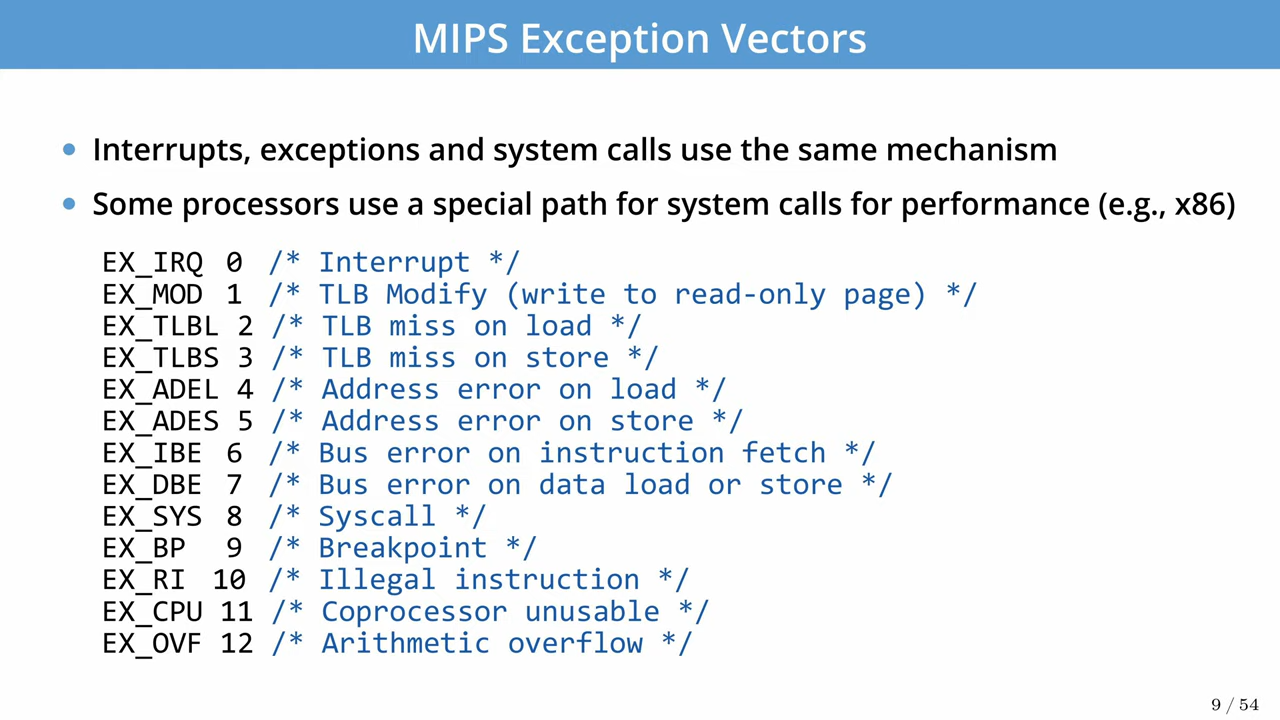 MIPS Exception Vectors
• Interrupts, exceptions and system calls use the same mechanism
• Some processors use a special path for system calls for performance (e.g., x86)
EX_IRQ 0 /* Interrupt */
EX_MOD 1 /* TLB Modify (write to read-only page) */
EX_TLBL 2 /* TLB miss on load */
EX_TLBS 3 /* TLB miss on store */
EX_ADEL 4 /* Address error on load */
EX_ADES 5 /* Address error on store */
EX_IBE 6 /* Bus error on instruction fetch */
EX_DBE 7 /* Bus error on data load or store */
EX_SYS 8 /* Syscall */
EX_BP 9 /* Breakpoint */
EX_RI 10 /* Illegal instruction */
EX_CPU 11 /* Coprocessor unusable */
EX_OVF 12 /* Arithmetic overflow */
9 / 54